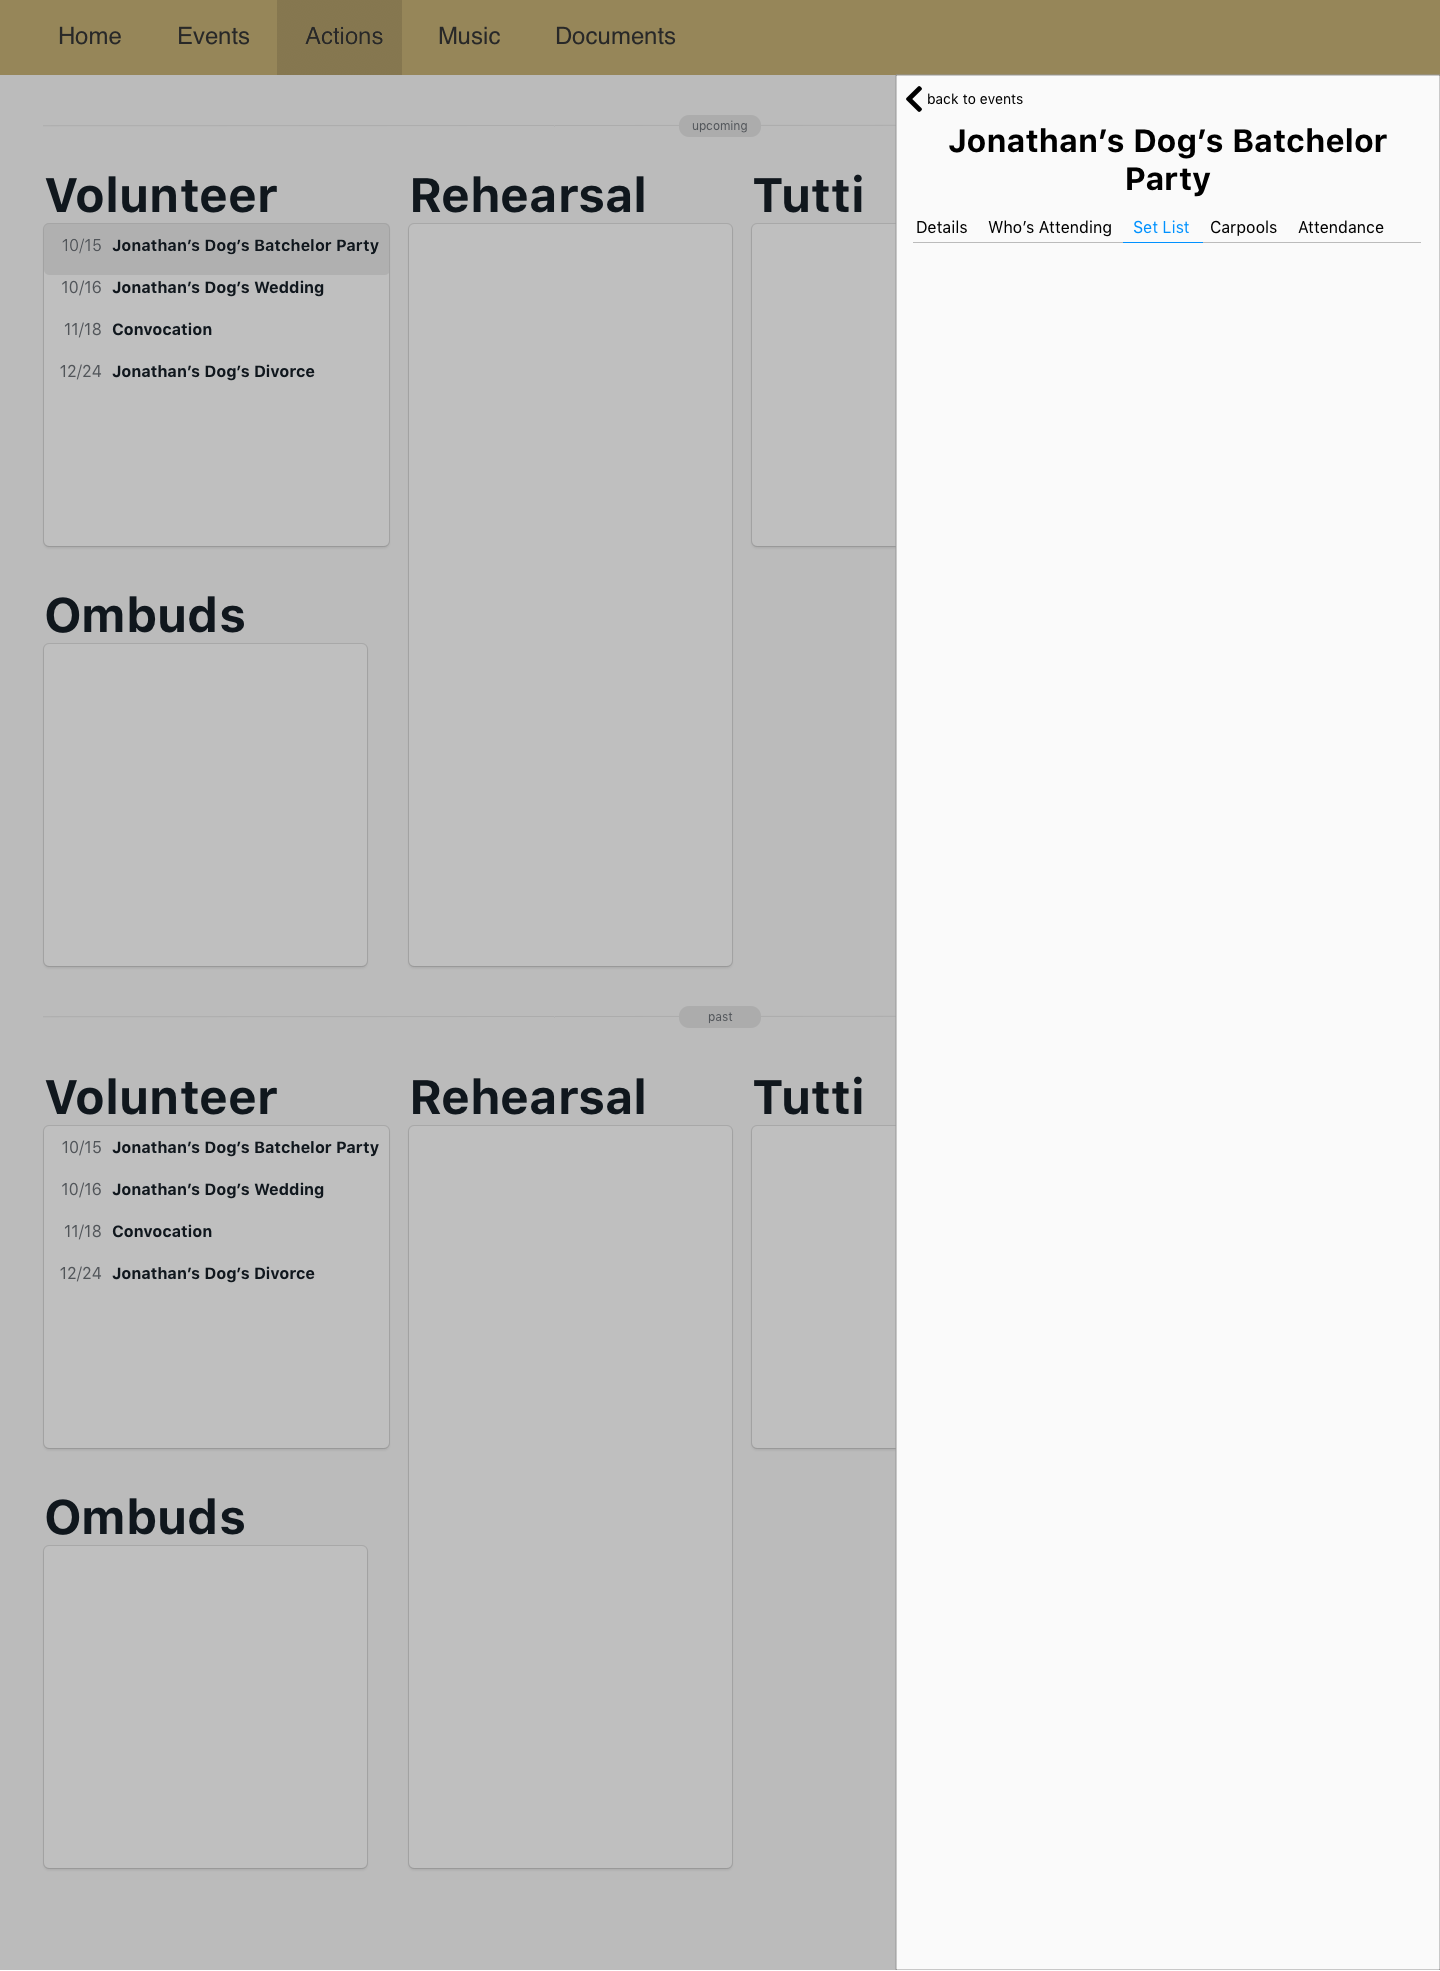 Home Events Actions Music Documents
upcoming
Volunteer
10/15 Jonathan’s Dog’s Batchelor Party
10/16 Jonathan’s Dog’s Wedding
11/18 Convocation
12/24 Jonathan’s Dog’s Divorce
Ombuds
Rehearsal
Tutti
past
Volunteer
10/15 Jonathan’s Dog’s Batchelor Party
10/16 Jonathan’s Dog’s Wedding
11/18 Convocation
12/24 Jonathan’s Dog’s Divorce
Ombuds
Rehearsal
Tutti
back to events
Jonathan’s Dog’s Batchelor
Party
Details Who’s Attending Set List Carpools Attendance